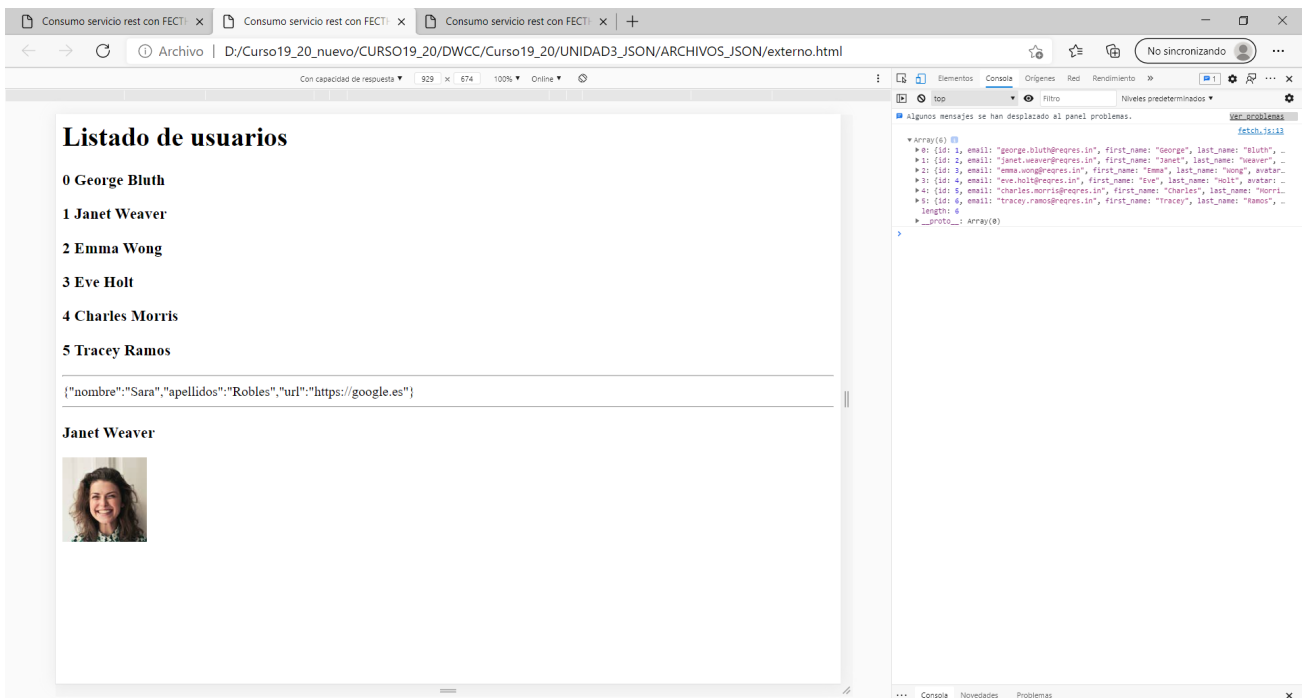 Consumo servicio rest con FECTH Consumo servicio rest con FECTH Consumo servicio rest con FECTH
Archivo | D:/Curso19_20_nuevo/CURSO19_20/DWCC/Curso19_20/UNIDAD3_JSON/ARCHIVOS_JSON/externo.html
No sincronizando
Con capacidad de respuesta ▼ 929 x 674 100% ▼ Online ▼
Elementos Consola Orígenes Red Rendimiento » 1
top ▼ Filtro Niveles predeterminados ▼
Algunos mensajes se han desplazado al panel problemas. Ver problemas
fetch.js:13
▼Array(6)
▶0: {id: 1, email: "george.bluth@reqres.in", first_name: "George", last_name: "Bluth", …
▶1: {id: 2, email: "janet.weaver@reqres.in", first_name: "Janet", last_name: "Weaver", …
▶2: {id: 3, email: "emma.wong@reqres.in", first_name: "Emma", last_name: "Wong", avatar…
▶3: {id: 4, email: "eve.holt@reqres.in", first_name: "Eve", last_name: "Holt", avatar: …
▶4: {id: 5, email: "charles.morris@reqres.in", first_name: "Charles", last_name: "Morri…
▶5: {id: 6, email: "tracey.ramos@reqres.in", first_name: "Tracey", last_name: "Ramos", …
length: 6
▶__proto__: Array(0)
Listado de usuarios
0 George Bluth
1 Janet Weaver
2 Emma Wong
3 Eve Holt
4 Charles Morris
5 Tracey Ramos
{"nombre":"Sara","apellidos":"Robles","url":"https://google.es"}
Janet Weaver
Consola Novedades Problemas